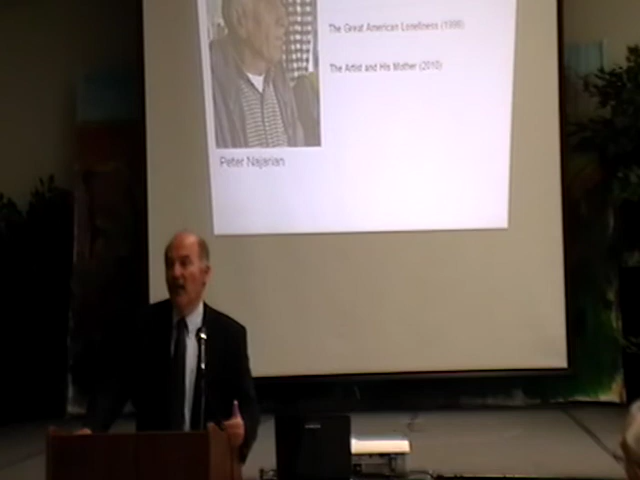 The Great American Loneliness (1999)
The Artist and His Mother (2010)
Peter Najarian